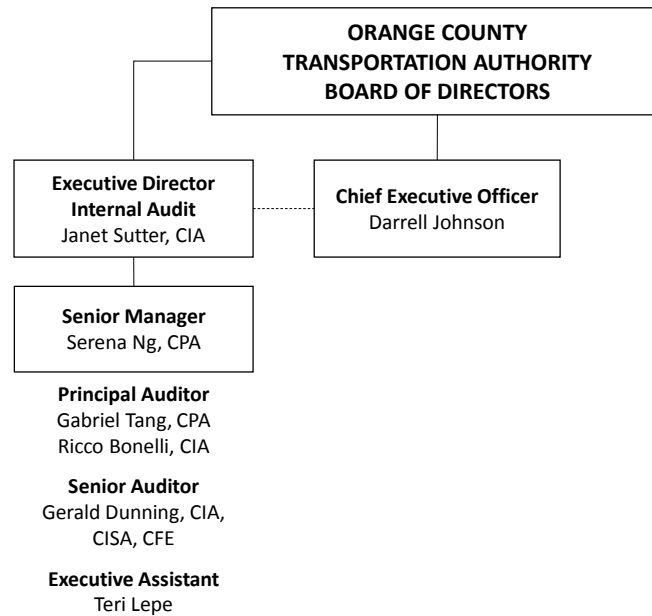 ORANGE COUNTY
TRANSPORTATION AUTHORITY
BOARD OF DIRECTORS
Executive Director
Internal Audit
Janet Sutter, CIA
Chief Executive Officer
Darrell Johnson
Senior Manager
Serena Ng, CPA
Principal Auditor
Gabriel Tang, CPA
Ricco Bonelli, CIA
Senior Auditor
Gerald Dunning, CIA,
CISA, CFE
Executive Assistant
Teri Lepe